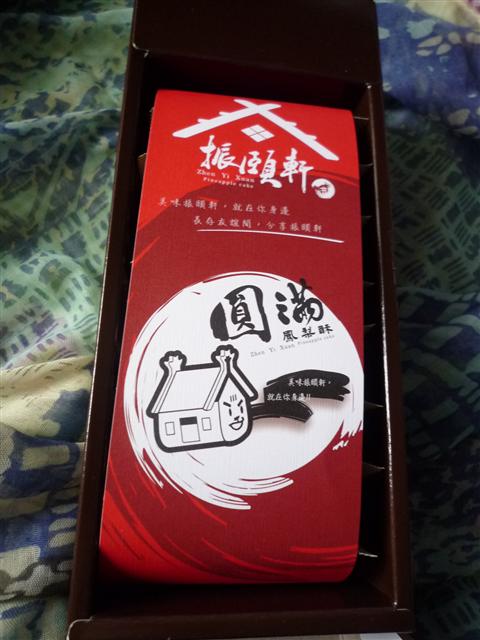 振頤軒
Zhen Yi Xuan
Pineapple cake
美味振頤軒，就在你身邊
長存友誼間，分享振頤軒
圓滿
鳳梨酥
Zhen Yi Xuan Pineapple cake
美味振頤軒，
就在你身邊!!